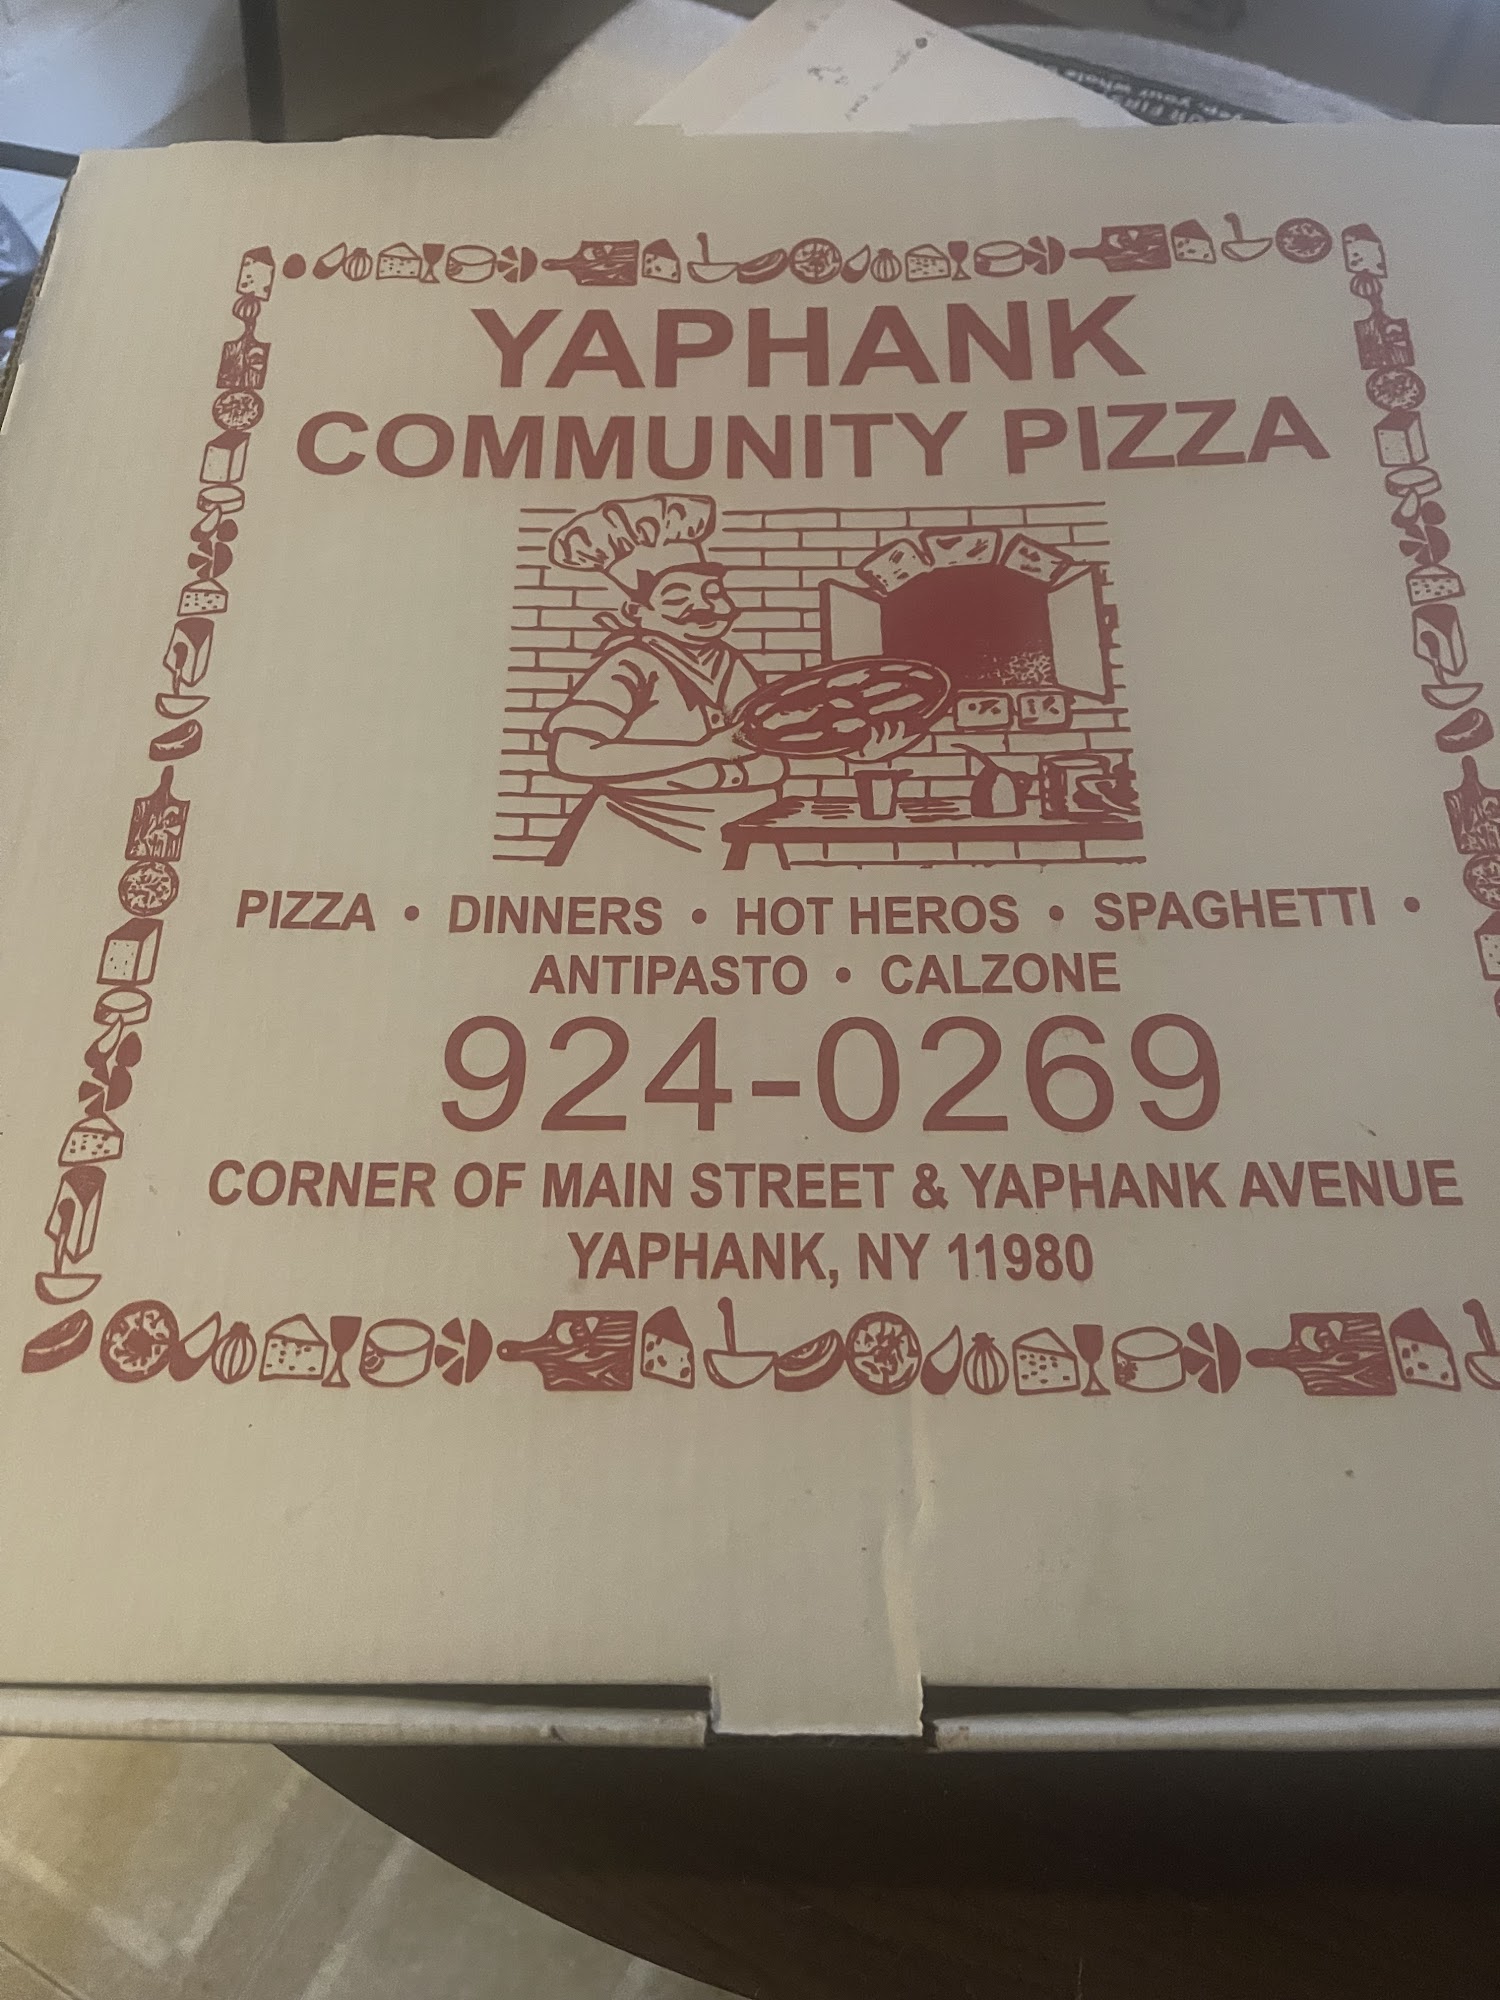 YAPHANK
COMMUNITY PIZZA
PIZZA • DINNERS • HOT HEROS • SPAGHETTI •
ANTIPASTO • CALZONE
924-0269
CORNER OF MAIN STREET & YAPHANK AVENUE
YAPHANK, NY 11980